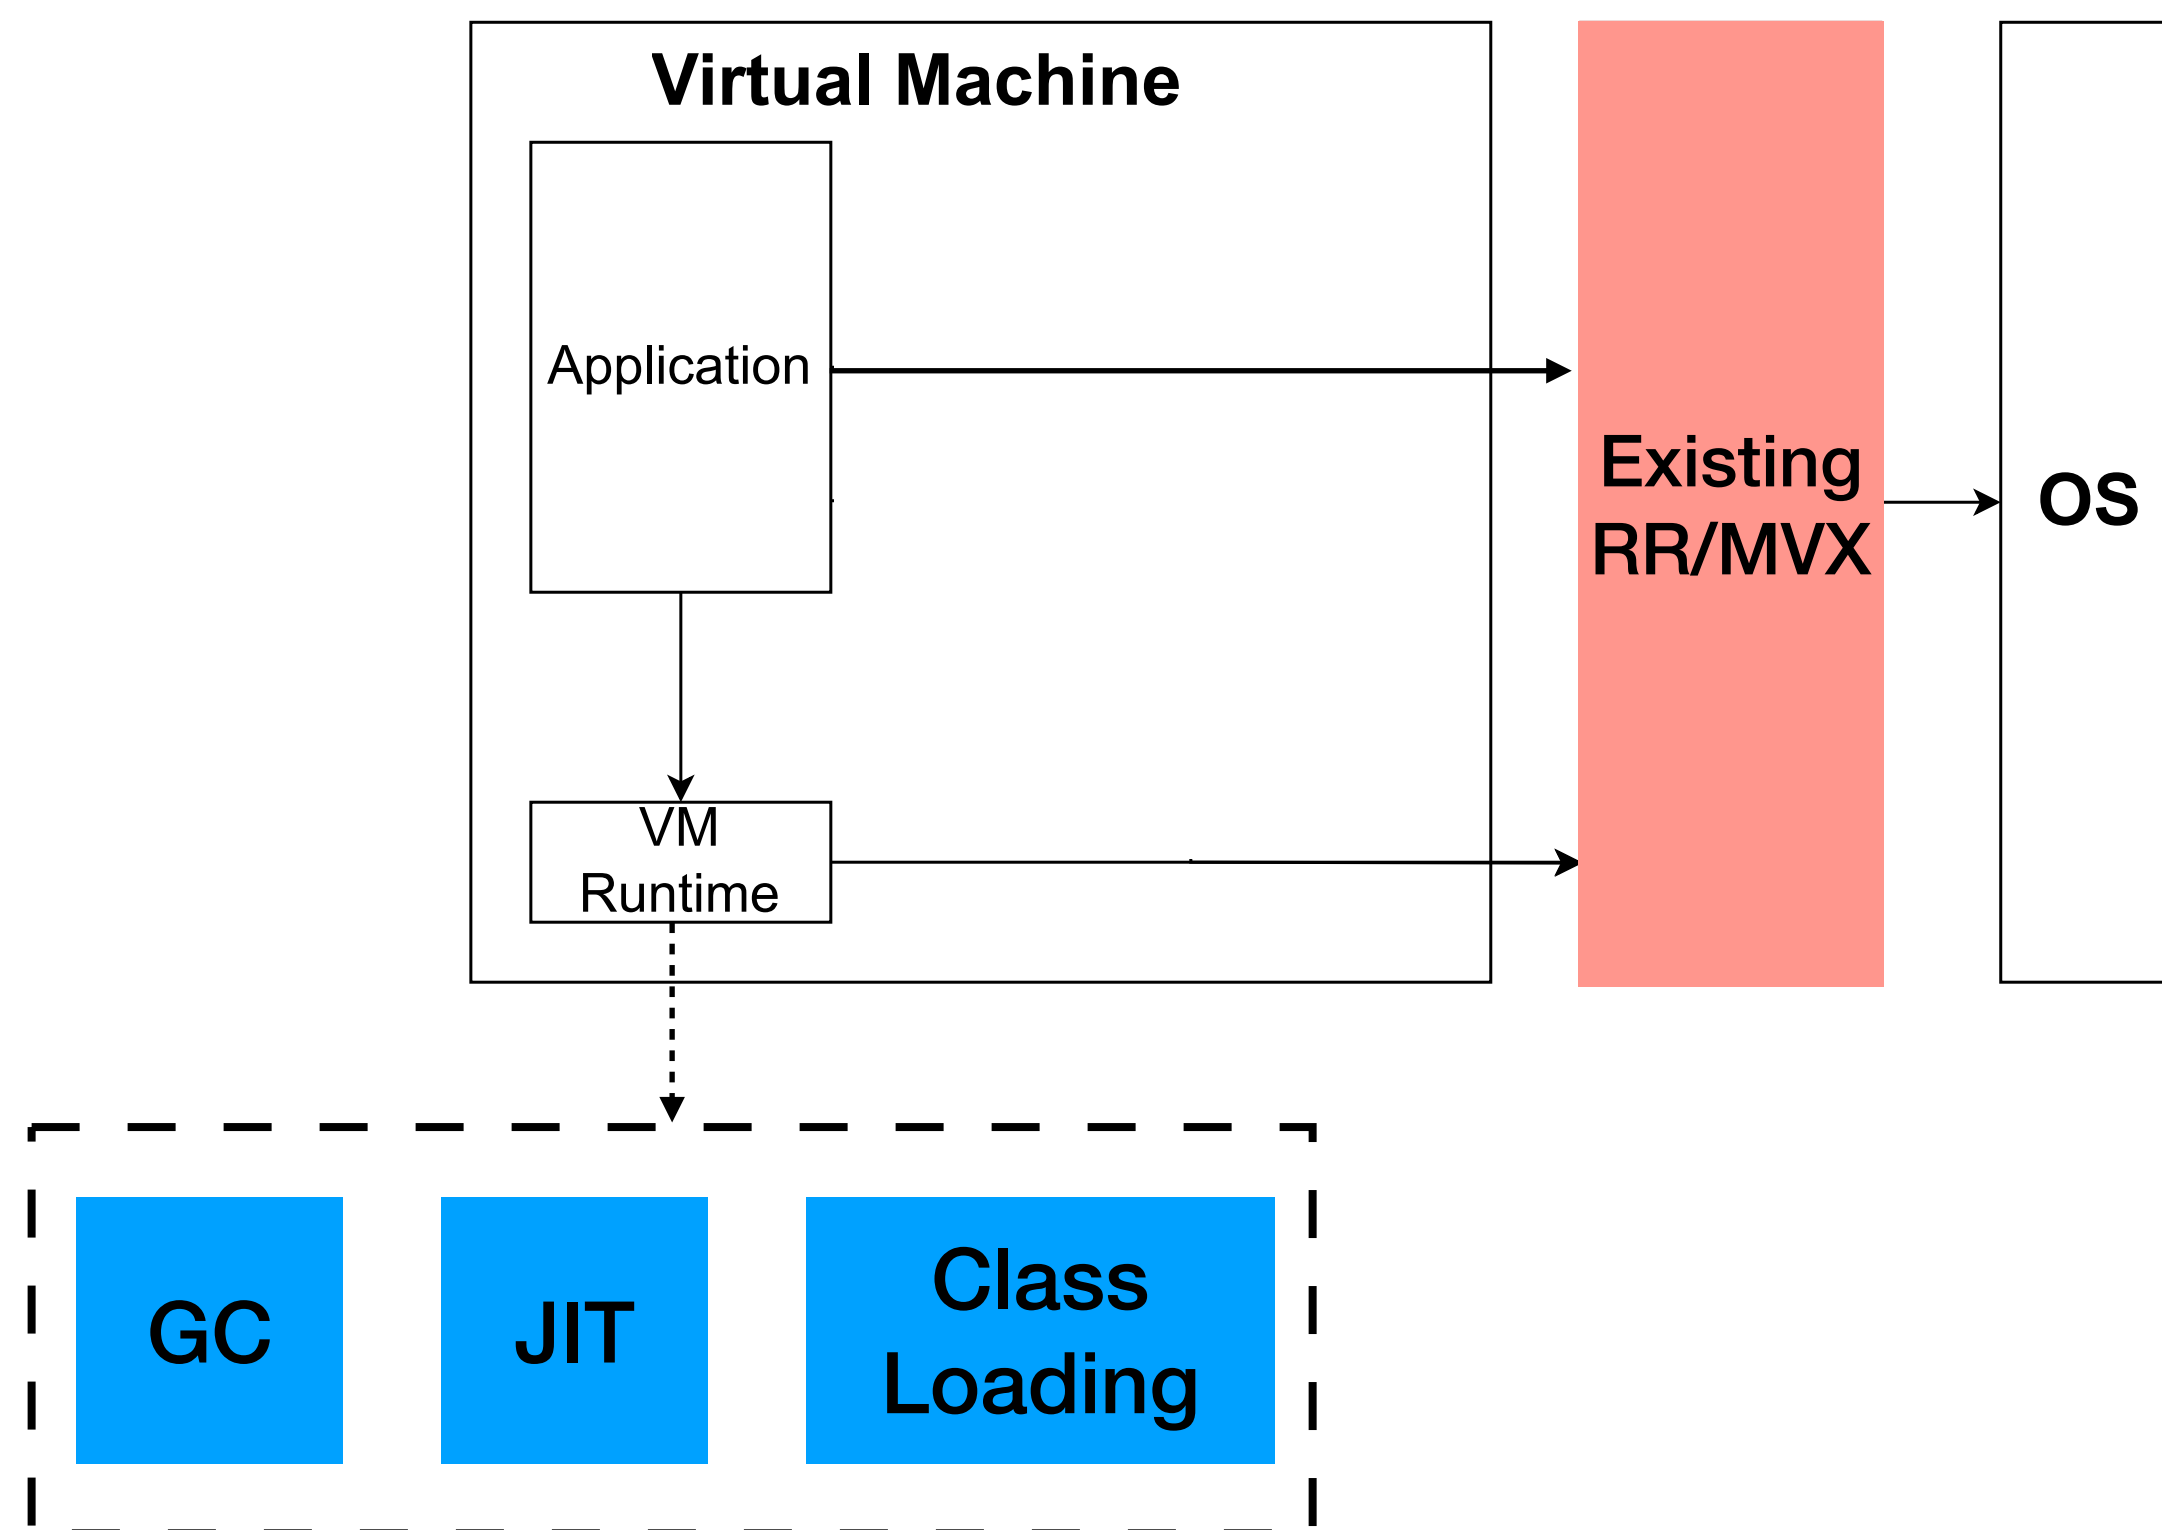 Virtual Machine
Application
Existing
RR/MVX
OS
VM
Runtime
GC
JIT
Class
Loading